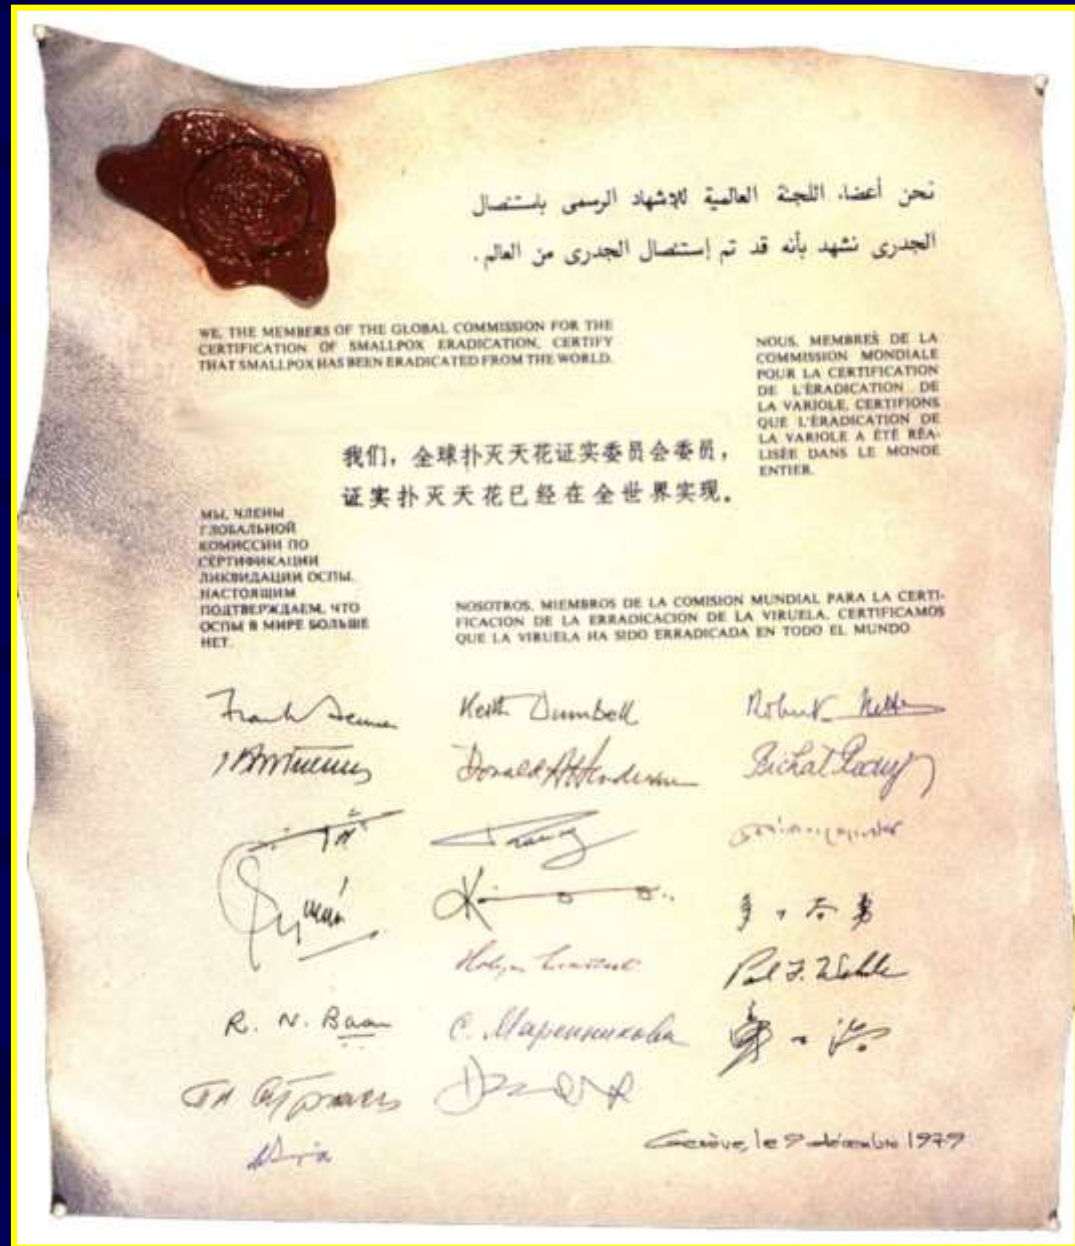 نحن أعضاء اللجنة العالمية للإشهاد الرسمى باستئصال
الجدرى نشهد بأنه قد تم إستئصال الجدرى من العالم.
WE, THE MEMBERS OF THE GLOBAL COMMISSION FOR THE
CERTIFICATION OF SMALLPOX ERADICATION, CERTIFY
THAT SMALLPOX HAS BEEN ERADICATED FROM THE WORLD.
NOUS, MEMBRES DE LA
COMMISSION MONDIALE
POUR LA CERTIFICATION
DE L'ÉRADICATION DE
LA VARIOLE, CERTIFIONS
QUE L'ÉRADICATION DE
LA VARIOLE A ÉTÉ RÉA-
LISÉE DANS LE MONDE
ENTIER.
我们，全球扑灭天花证实委员会委员，
证实扑灭天花已经在全世界实现。
МЫ, ЧЛЕНЫ
ГЛОБАЛЬНОЙ
КОМИССИИ ПО
СЕРТИФИКАЦИИ
ЛИКВИДАЦИИ ОСПЫ,
НАСТОЯЩИМ
ПОДТВЕРЖДАЕМ, ЧТО
ОСПЫ В МИРЕ БОЛЬШЕ
НЕТ.
NOSOTROS, MIEMBROS DE LA COMISION MUNDIAL PARA LA CERTI-
FICACION DE LA ERRADICACION DE LA VIRUELA, CERTIFICAMOS
QUE LA VIRUELA HA SIDO ERRADICADA EN TODO EL MUNDO
Frank Fenner Keith Dumbell Robert Netter
Donald A Henderson
Paul F. Wehrle
R. N. Basu С. Маренникова
Genève, le 9 décembre 1979